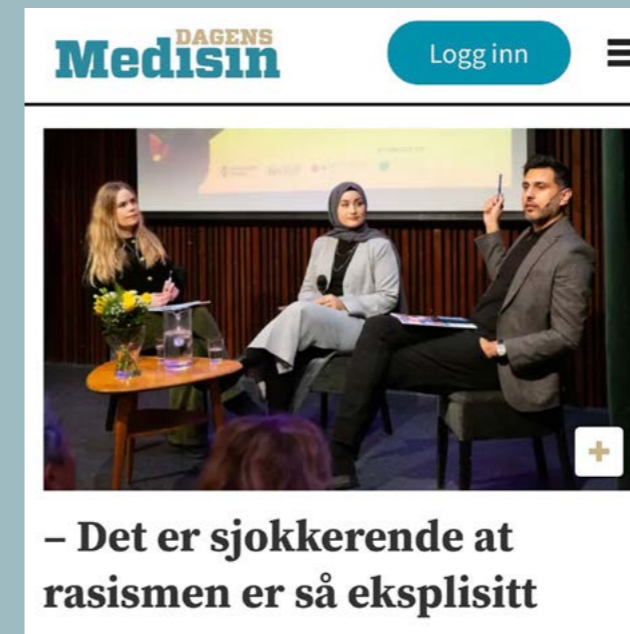 DAGENS
Medisin
Logg inn
– Det er sjokkerende at
rasismen er så eksplisitt